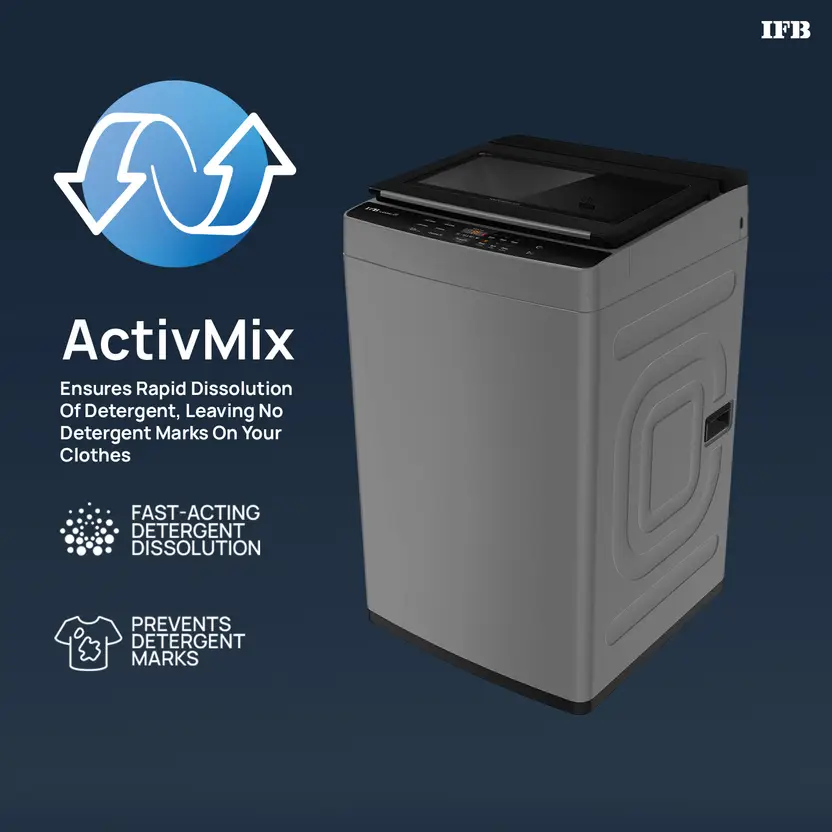 IFB
IFB
ActivMix
Ensures Rapid Dissolution
Of Detergent, Leaving No
Detergent Marks On Your
Clothes
FAST-ACTING
DETERGENT
DISSOLUTION
PREVENTS
DETERGENT
MARKS